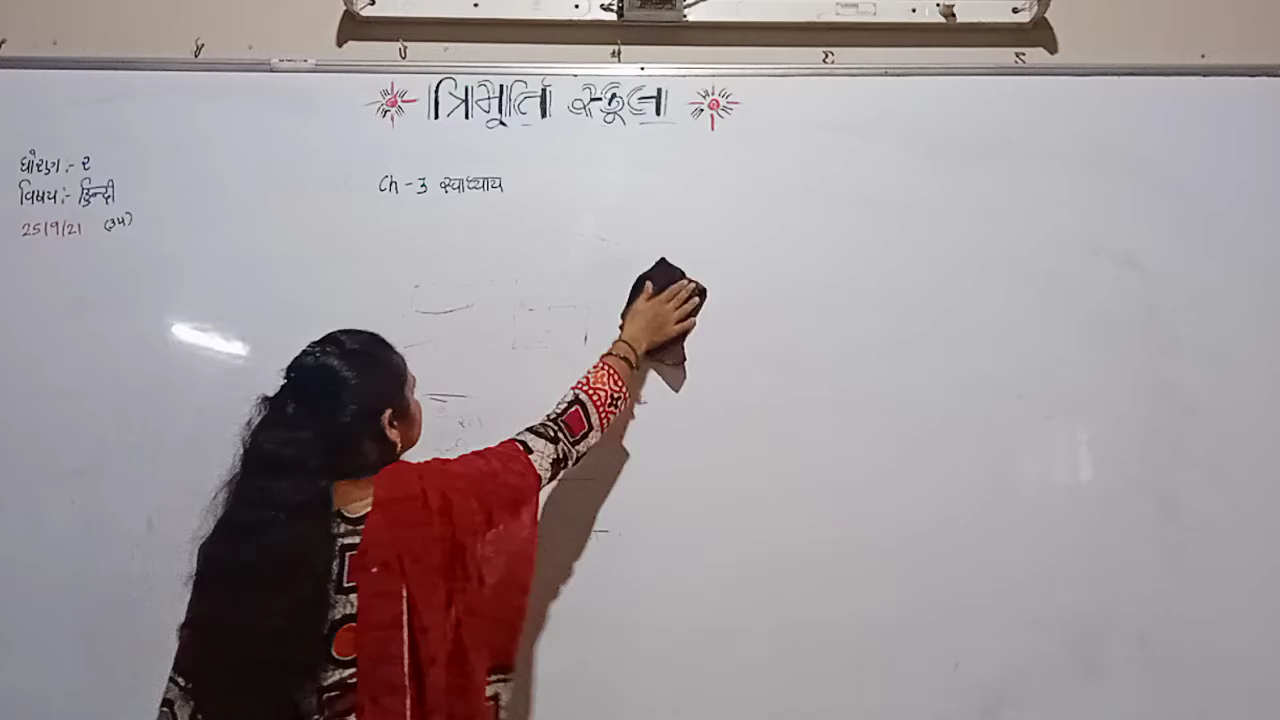 ત્રિમૂર્તિ સ્કૂલ
ધોરણ :- ૨
વિષય :- હિન્દી
25/9/21 (૩૫)
Ch - 3 स्वाध्याय